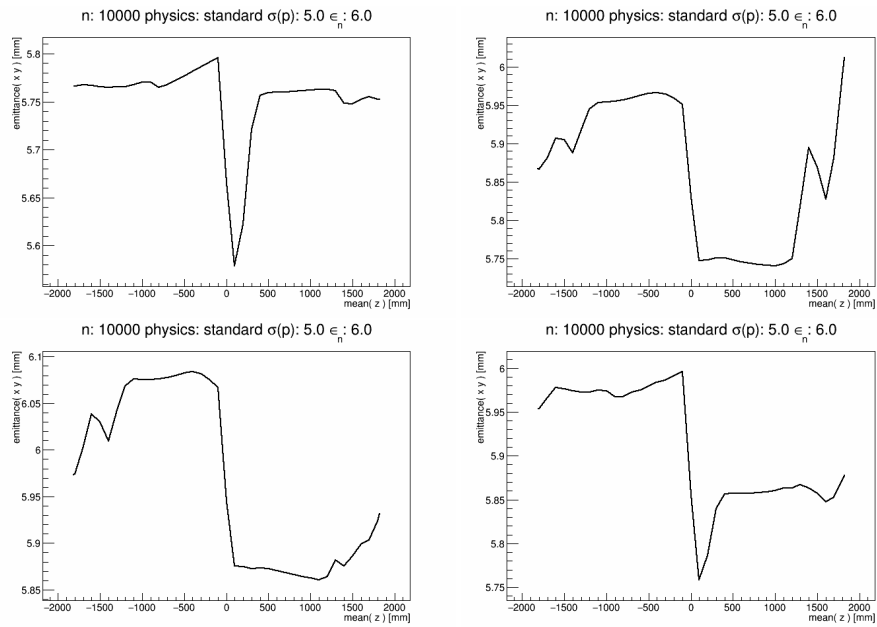 n: 10000 physics: standard σ(p): 5.0 ∈n: 6.0
emittance( x y ) [mm]
5.8
5.75
5.7
5.65
5.6
−2000 −1500 −1000 −500 0 500 1000 1500 2000
mean( z ) [mm]
n: 10000 physics: standard σ(p): 5.0 ∈n: 6.0
emittance( x y ) [mm]
6
5.95
5.9
5.85
5.8
5.75
−2000 −1500 −1000 −500 0 500 1000 1500 2000
mean( z ) [mm]
n: 10000 physics: standard σ(p): 5.0 ∈n: 6.0
emittance( x y ) [mm]
6.1
6.05
6
5.95
5.9
5.85
−2000 −1500 −1000 −500 0 500 1000 1500 2000
mean( z ) [mm]
n: 10000 physics: standard σ(p): 5.0 ∈n: 6.0
emittance( x y ) [mm]
6
5.95
5.9
5.85
5.8
5.75
−2000 −1500 −1000 −500 0 500 1000 1500 2000
mean( z ) [mm]